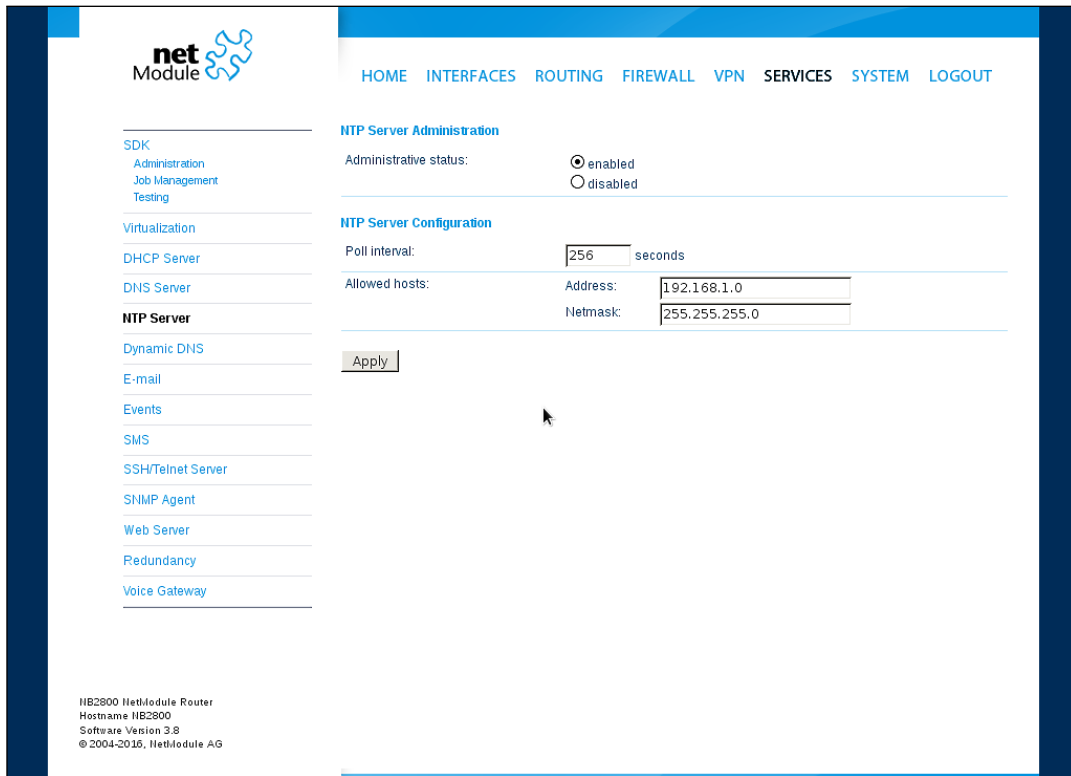 net
Module
HOME INTERFACES ROUTING FIREWALL VPN SERVICES SYSTEM LOGOUT
SDK
Administration
Job Management
Testing
Virtualization
DHCP Server
DNS Server
NTP Server
Dynamic DNS
E-mail
Events
SMS
SSH/Telnet Server
SNMP Agent
Web Server
Redundancy
Voice Gateway
NTP Server Administration
Administrative status:
enabled
disabled
NTP Server Configuration
Poll interval: 256 seconds
Allowed hosts: Address: 192.168.1.0
Netmask: 255.255.255.0
Apply
NB2800 NetModule Router
Hostname NB2800
Software Version 3.8
© 2004-2016, NetModule AG